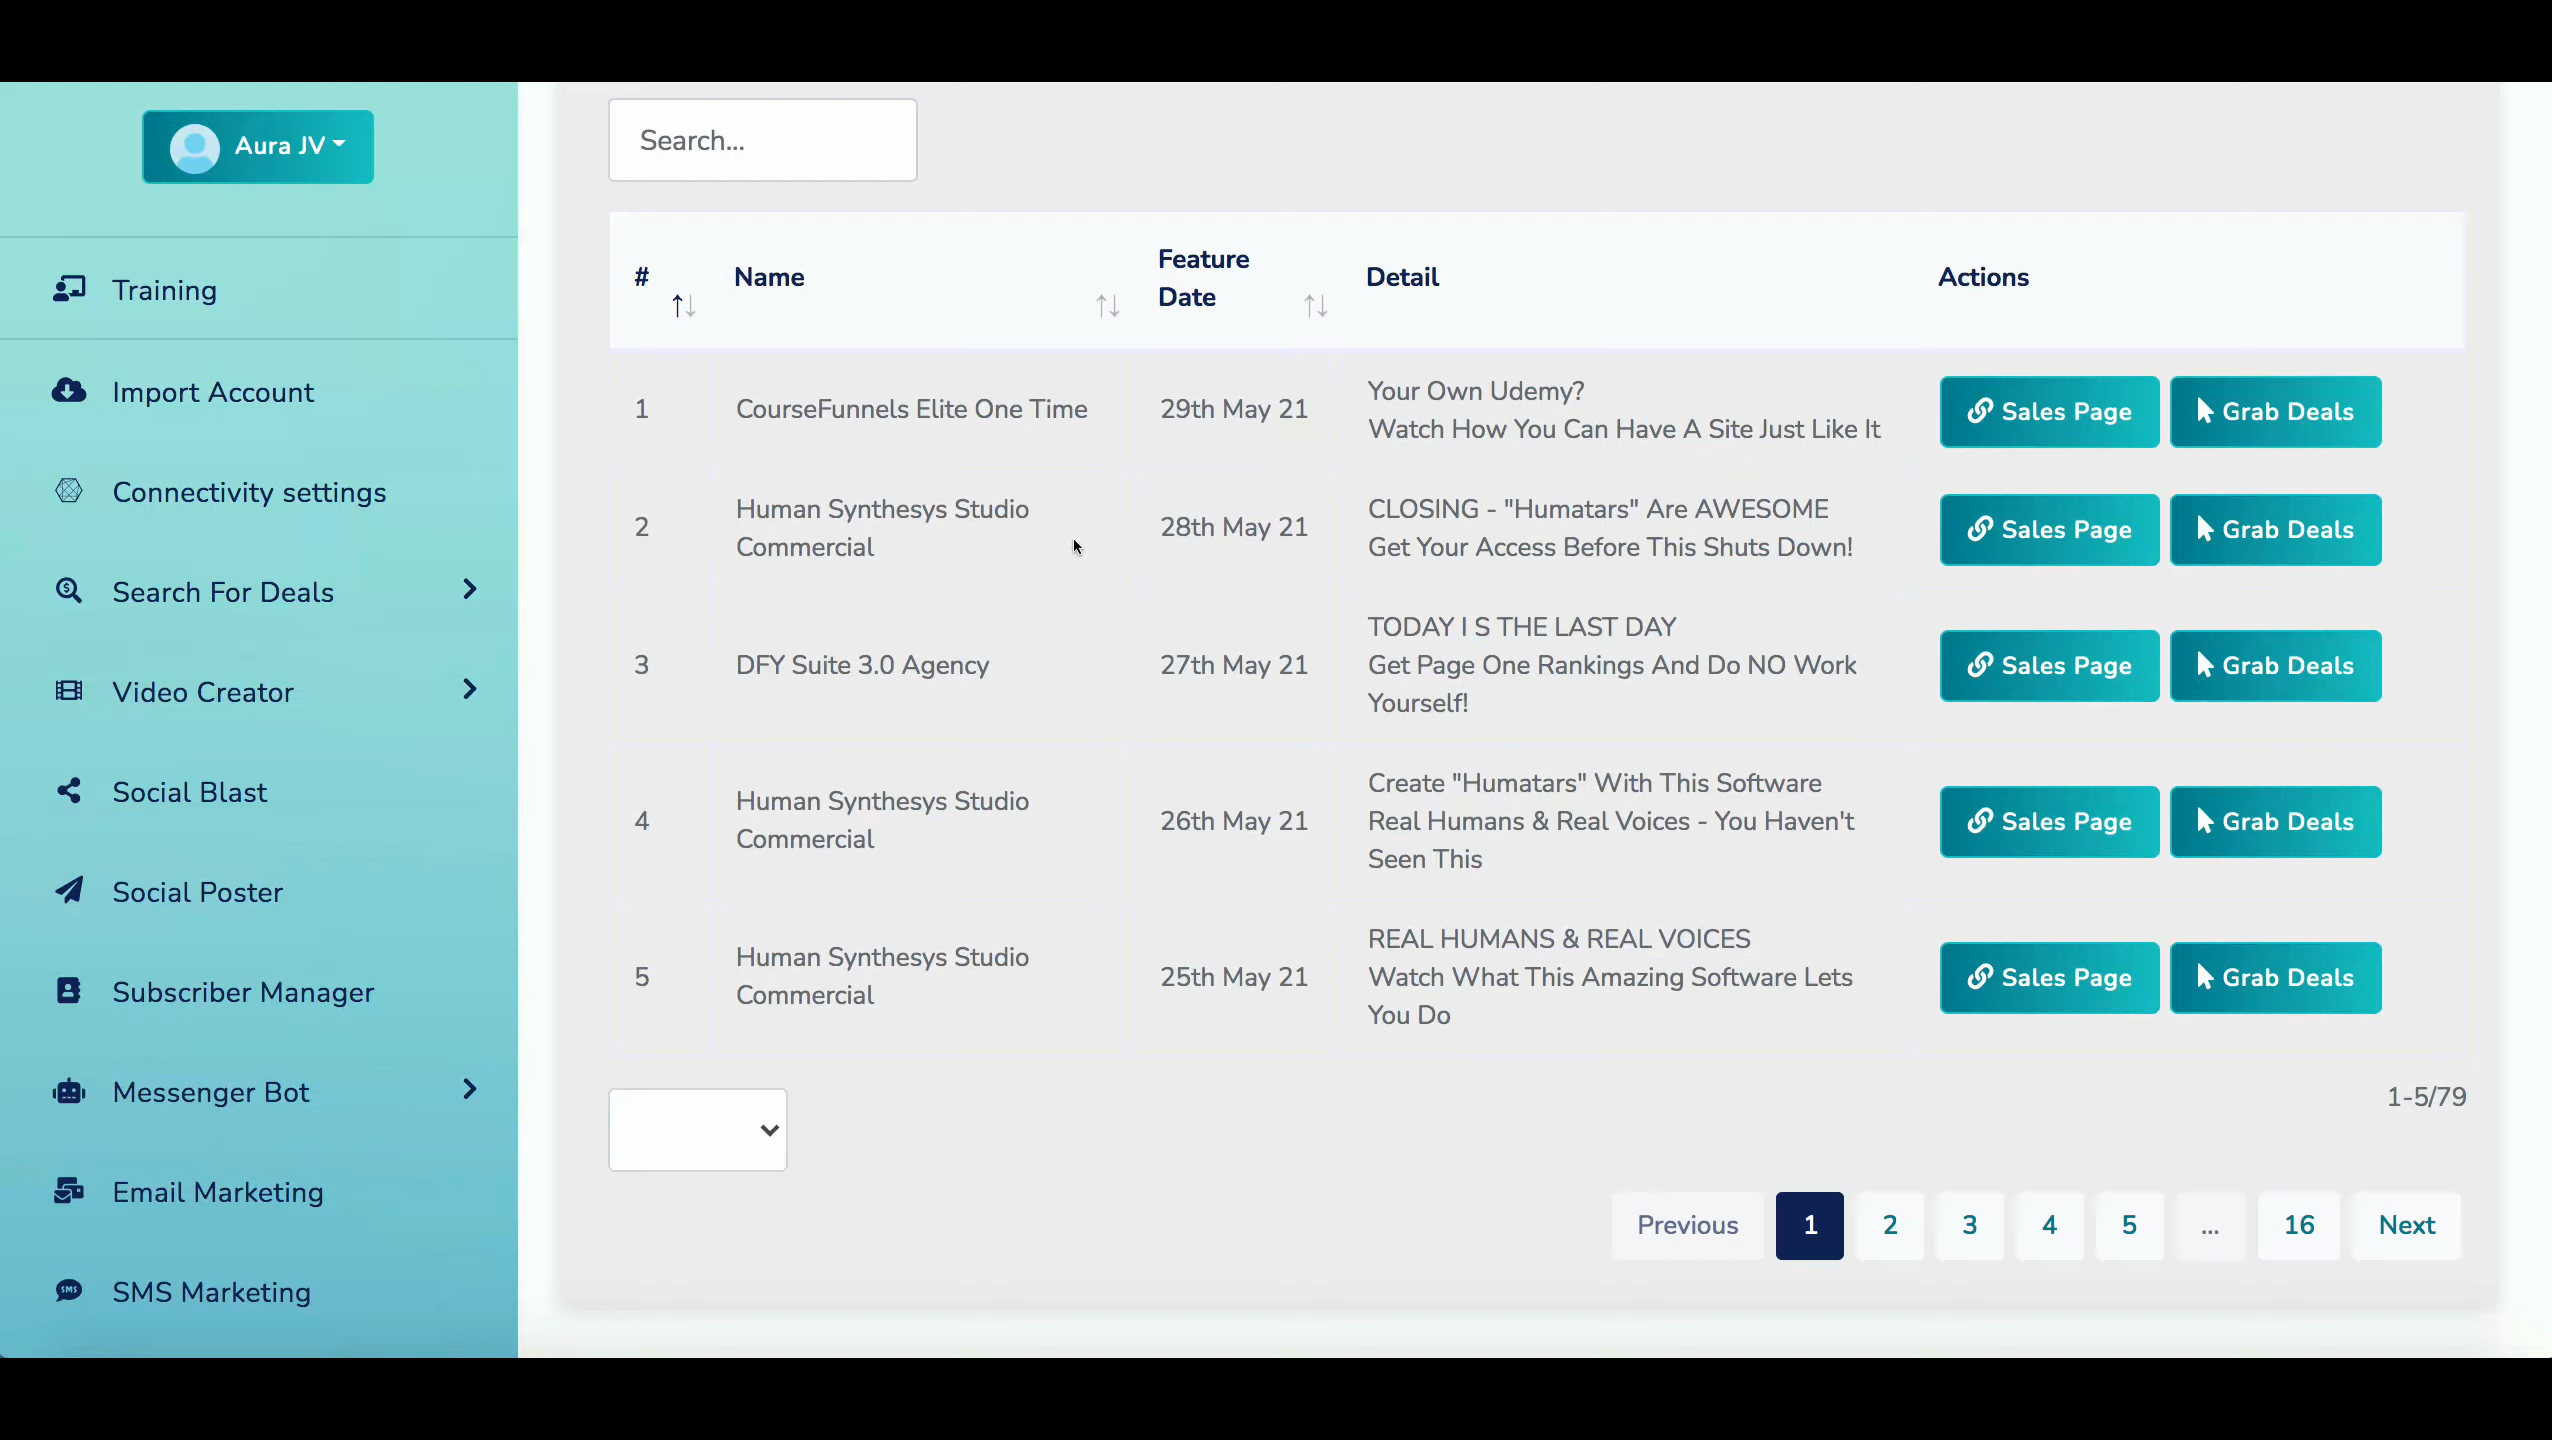 Aura JV
Training
Import Account
Connectivity settings
Search For Deals
Video Creator
Social Blast
Social Poster
Subscriber Manager
Messenger Bot
Email Marketing
SMS
SMS Marketing
Search...
# Name Feature Date Detail Actions
1 CourseFunnels Elite One Time 29th May 21 Your Own Udemy?
Watch How You Can Have A Site Just Like It
Sales Page Grab Deals
2 Human Synthesys Studio
Commercial
28th May 21
CLOSING - "Humatars" Are AWESOME
Get Your Access Before This Shuts Down!
Sales Page Grab Deals
3 DFY Suite 3.0 Agency 27th May 21
TODAY I S THE LAST DAY
Get Page One Rankings And Do NO Work
Yourself!
Sales Page Grab Deals
4 Human Synthesys Studio
Commercial
26th May 21
Create "Humatars" With This Software
Real Humans & Real Voices - You Haven't
Seen This
Sales Page Grab Deals
5 Human Synthesys Studio
Commercial
25th May 21
REAL HUMANS & REAL VOICES
Watch What This Amazing Software Lets
You Do
Sales Page Grab Deals
1-5/79
Previous 1 2 3 4 5 ... 16 Next